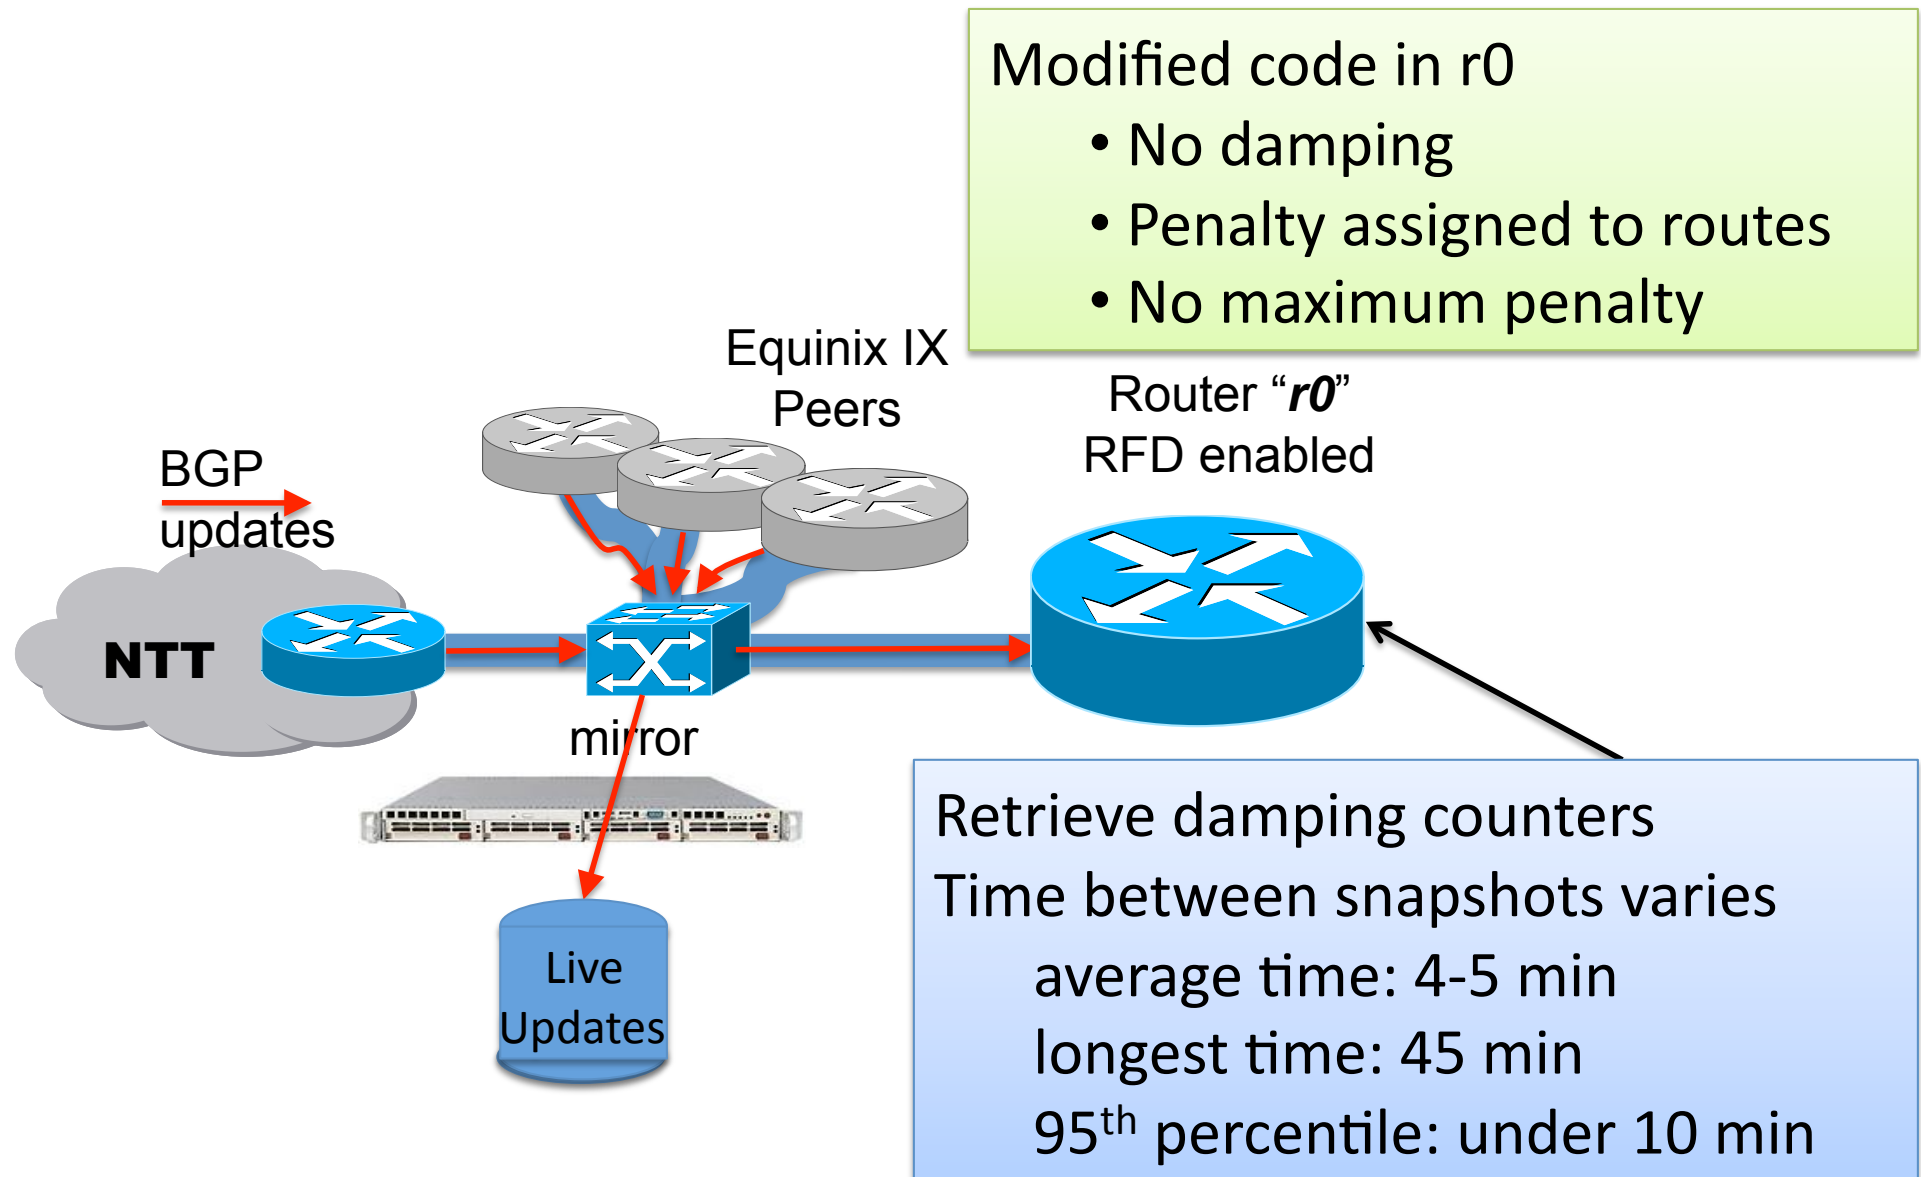 Modified code in r0
• No damping
• Penalty assigned to routes
• No maximum penalty
Equinix IX
Peers
Router “r0”
RFD enabled
BGP
updates
NTT
mirror
Live
Updates
Retrieve damping counters
Time between snapshots varies
average time: 4-5 min
longest time: 45 min
95th percentile: under 10 min